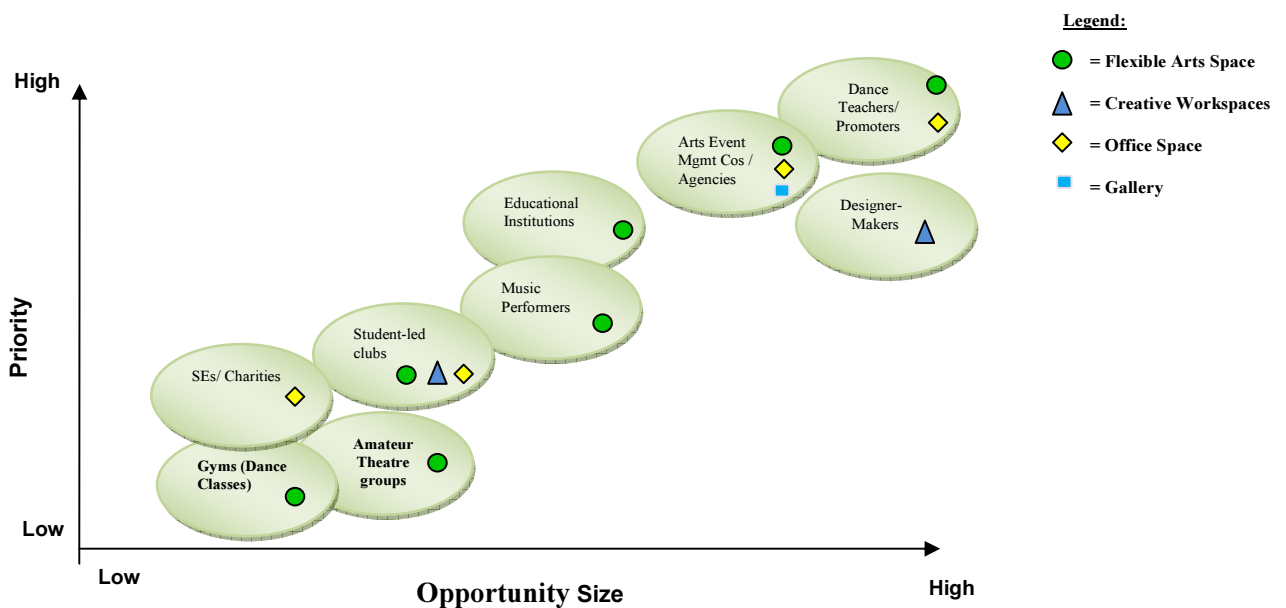 Legend:
= Flexible Arts Space
= Creative Workspaces
= Office Space
= Gallery
High
Priority
Low
Dance
Teachers/
Promoters
Arts Event
Mgmt Cos /
Agencies
Designer-
Makers
Educational
Institutions
Music
Performers
Student-led
clubs
SEs/ Charities
Amateur
Theatre
groups
Gyms (Dance
Classes)
Low
Opportunity Size
High